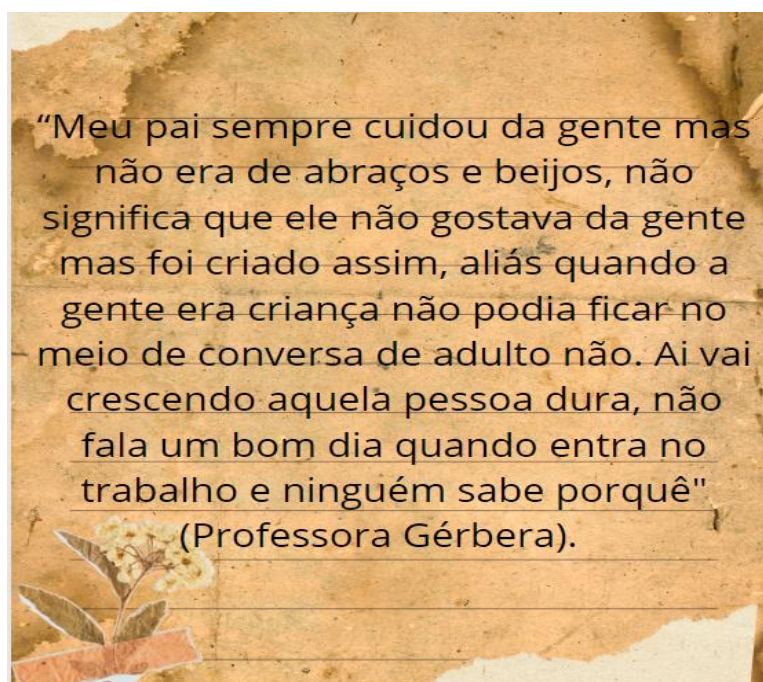 “Meu pai sempre cuidou da gente mas
não era de abraços e beijos, não
significa que ele não gostava da gente
mas foi criado assim, aliás quando a
gente era criança não podia ficar no
meio de conversa de adulto não. Ai vai
crescendo aquela pessoa dura, não
fala um bom dia quando entra no
trabalho e ninguém sabe porquê"
(Professora Gérbera).